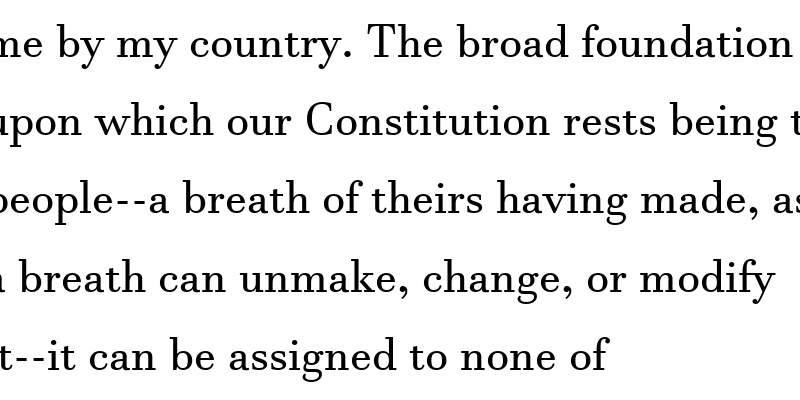 me by my country. The broad foundation
upon which our Constitution rests being
people--a breath of theirs having made, as
a breath can unmake, change, or modify
it--it can be assigned to none of